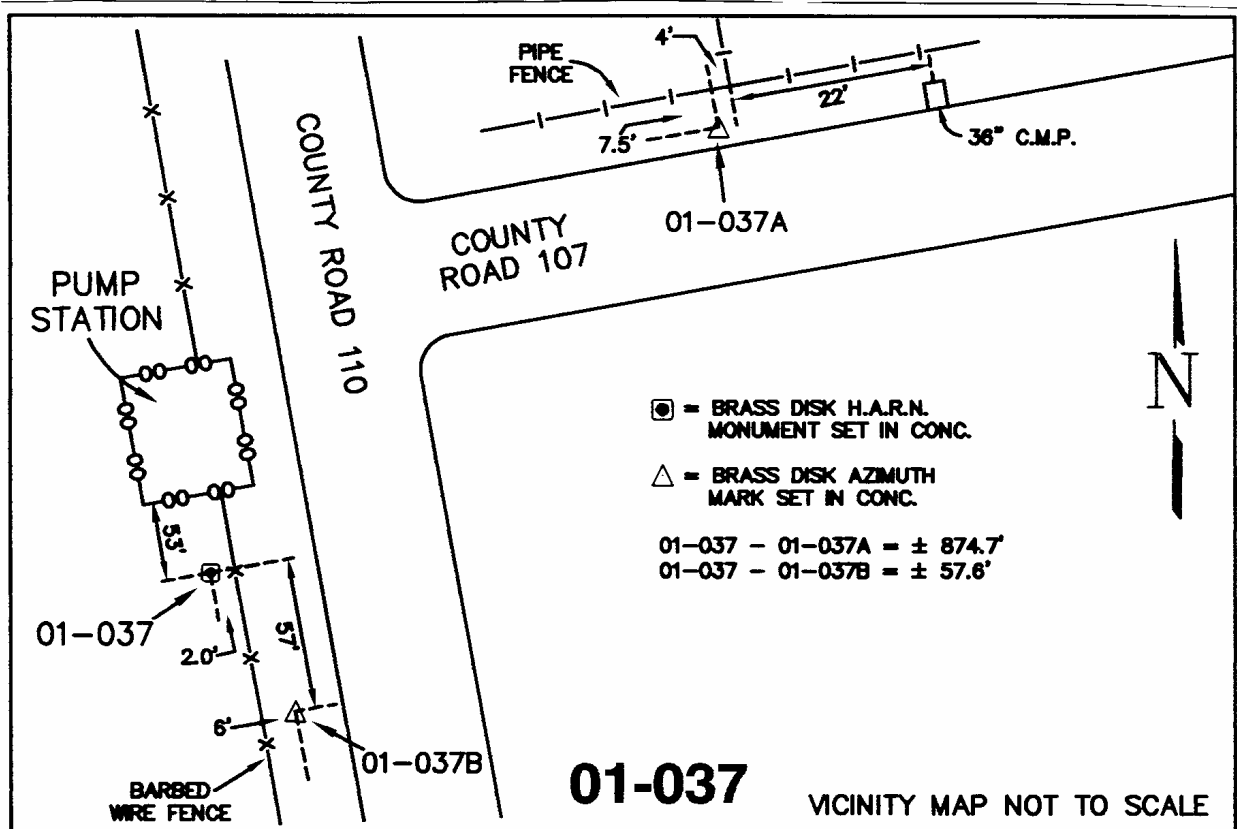 PIPE
FENCE
4'
22'
7.5'
36" C.M.P.
01-037A
COUNTY ROAD 110
COUNTY
ROAD 107
PUMP
STATION
N
= BRASS DISK H.A.R.N.
MONUMENT SET IN CONC.
= BRASS DISK AZIMUTH
MARK SET IN CONC.
01-037 - 01-037A = ± 874.7'
01-037 - 01-037B = ± 57.6'
53'
01-037
2.0'
57'
6'
01-037B
BARBED
WIRE FENCE
01-037
VICINITY MAP NOT TO SCALE